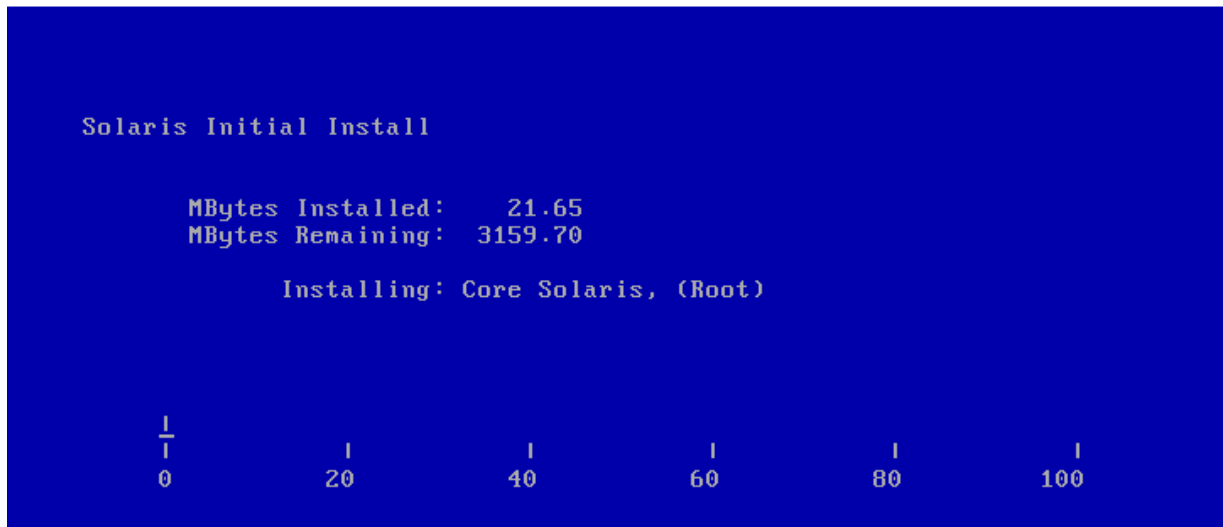 Solaris Initial Install
MBytes Installed: 21.65
MBytes Remaining: 3159.70
Installing: Core Solaris, (Root)
0 20 40 60 80 100